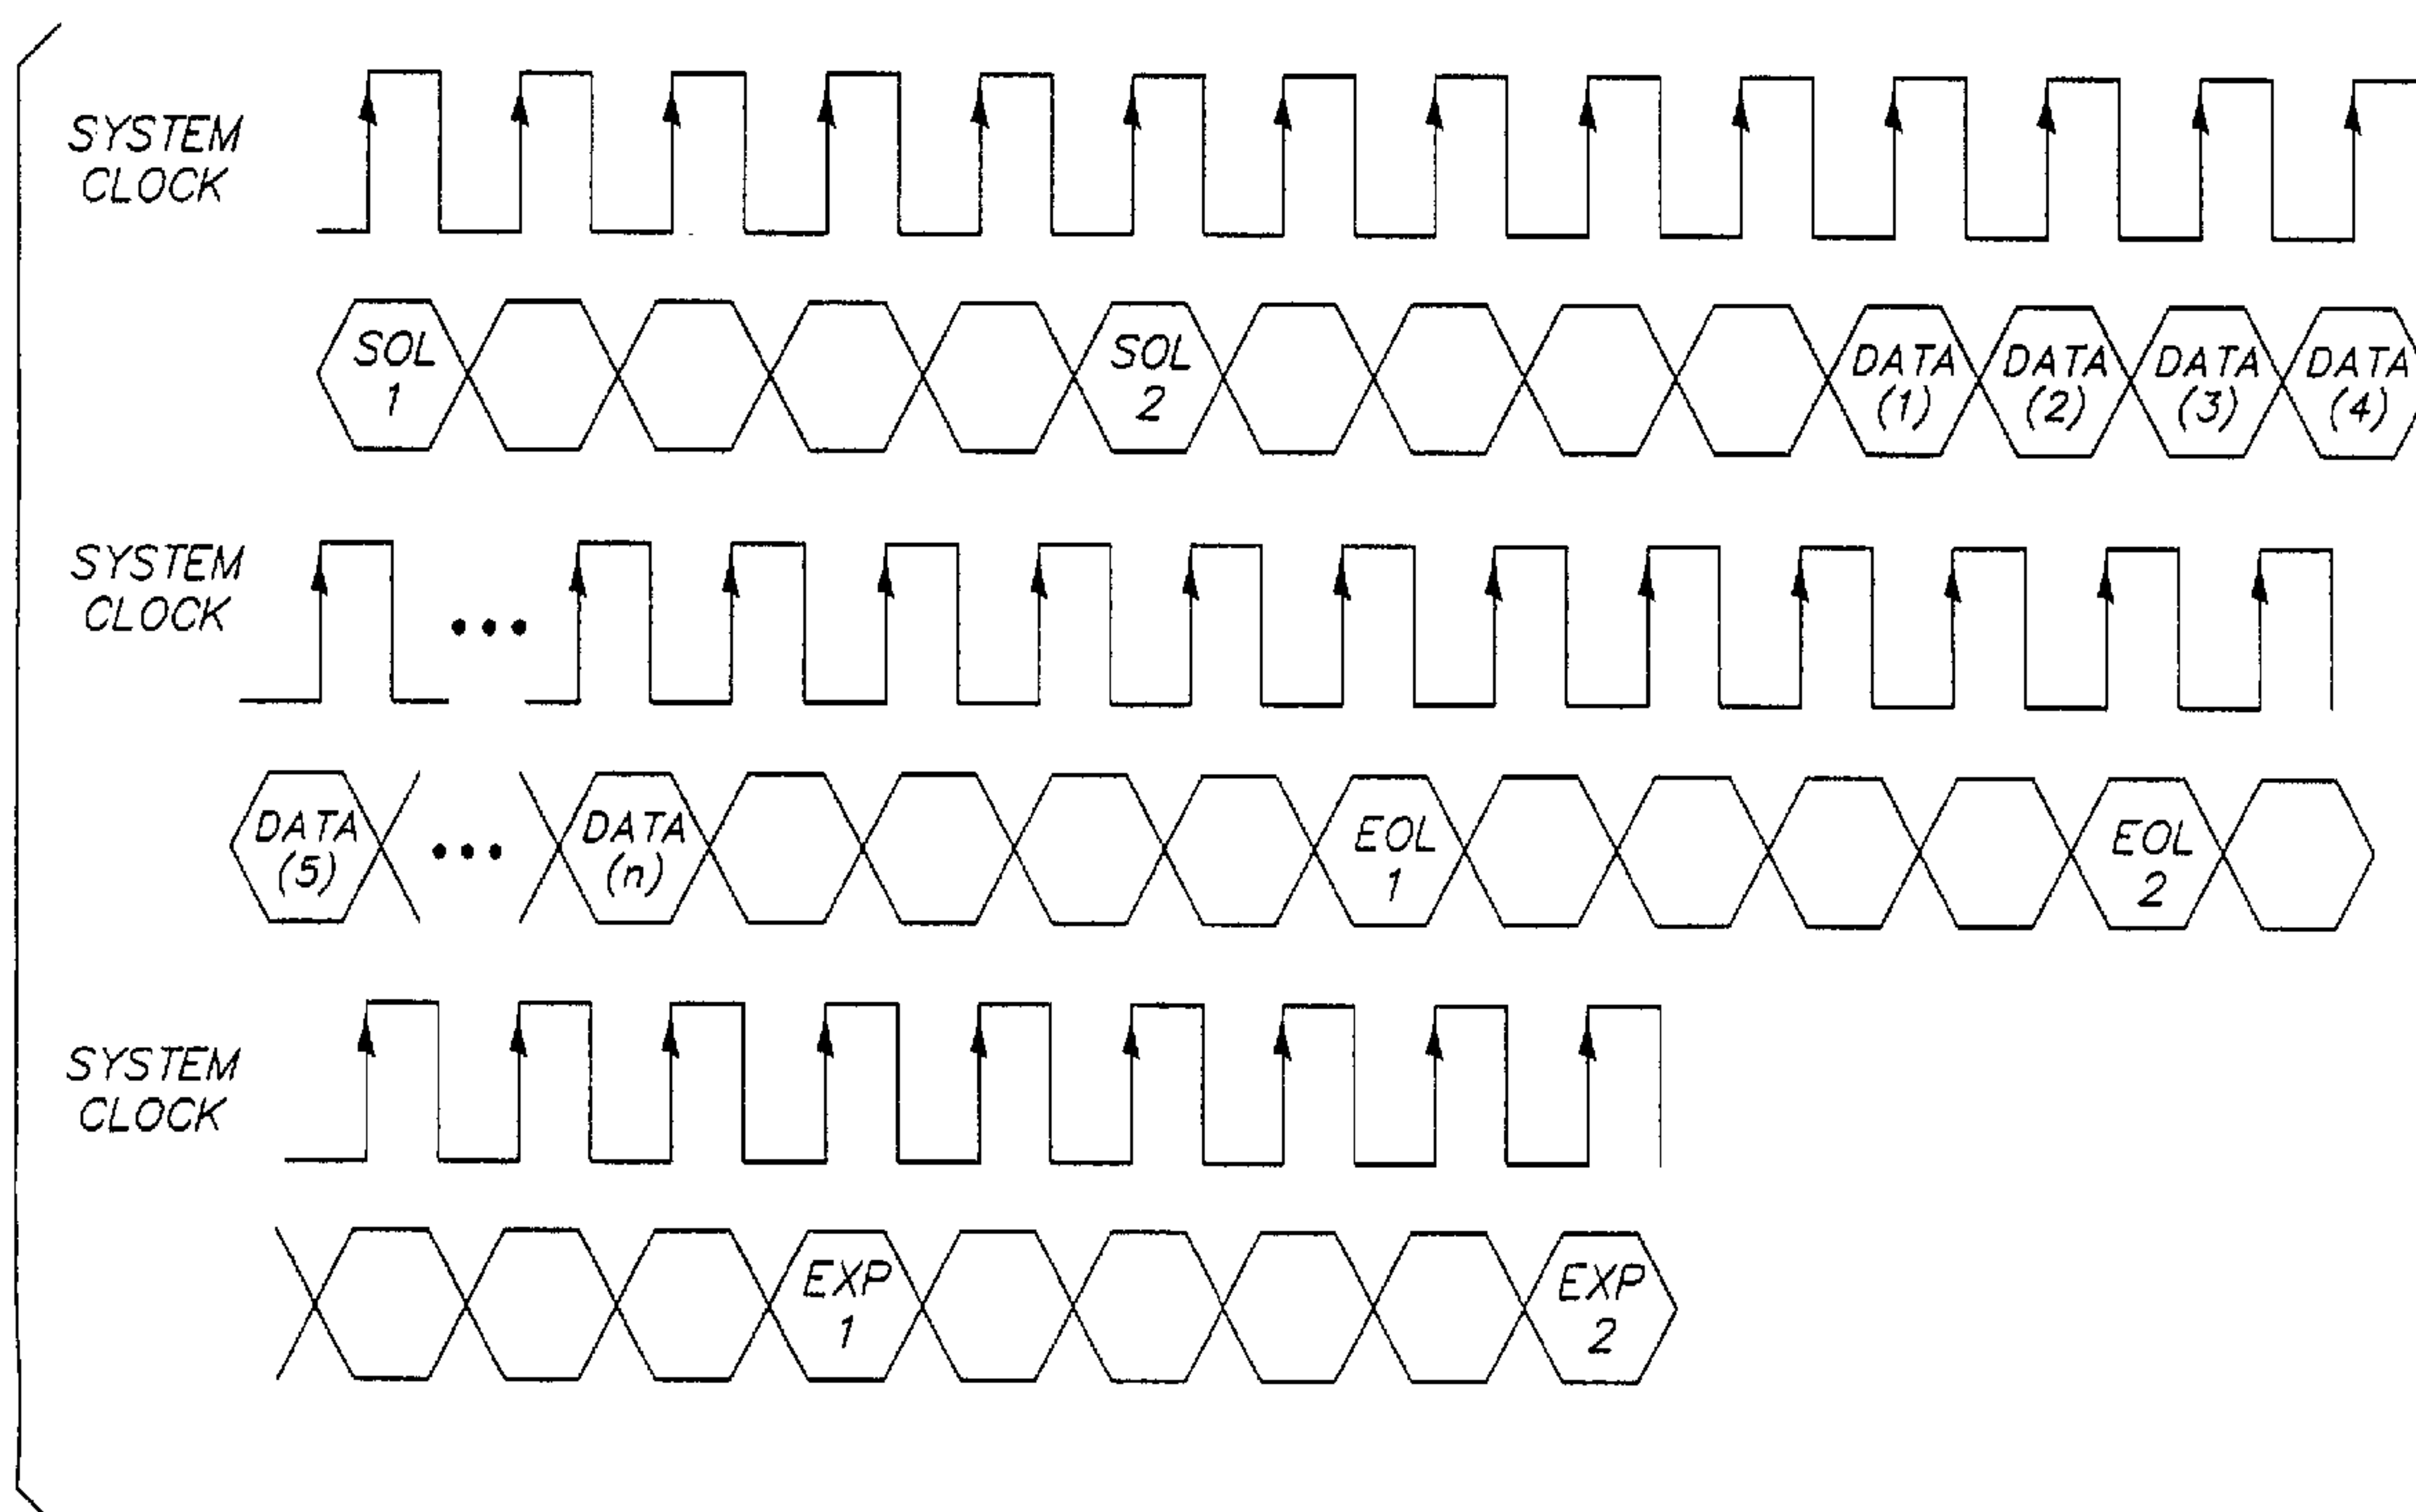 SYSTEM
CLOCK
SOL
1
SOL
2
DATA
(1)
DATA
(2)
DATA
(3)
DATA
(4)
SYSTEM
CLOCK
DATA
(5)
DATA
(n)
EOL
1
EOL
2
SYSTEM
CLOCK
EXP
1
EXP
2